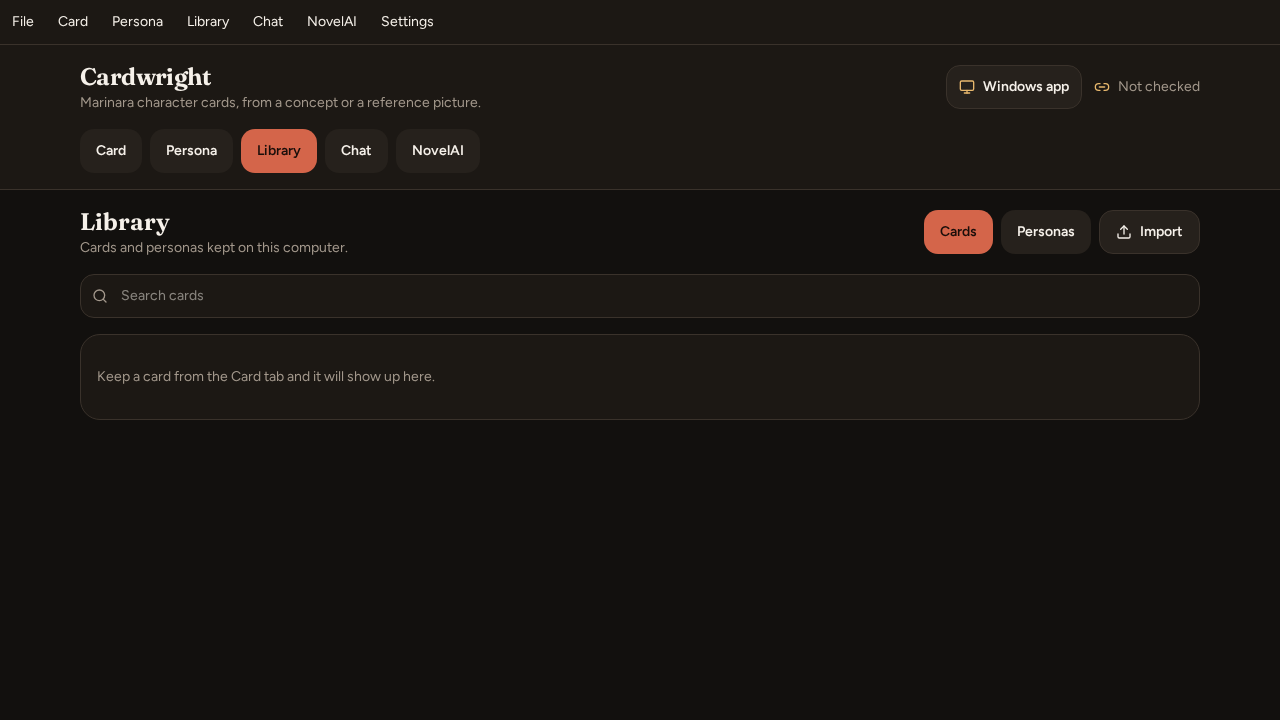 File
Card
Persona
Library
Chat
NovelAI
Settings
Cardwright
Marinara character cards, from a concept or a reference picture.
Windows app
Not checked
Card
Persona
Library
Chat
NovelAI
Library
Cards and personas kept on this computer.
Cards
Personas
Import
Search cards
Keep a card from the Card tab and it will show up here.